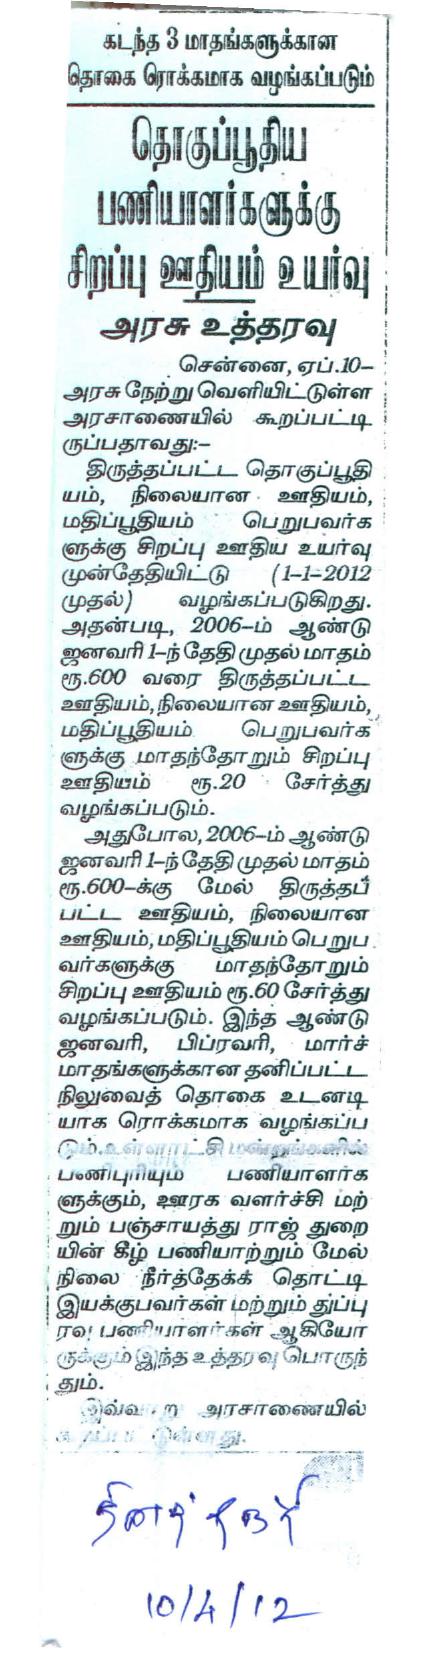 கடந்த 3 மாதங்களுக்கான
தொகை ரொக்கமாக வழங்கப்படும்
தொகுப்பூதிய
பணியாளர்களுக்கு
சிறப்பு ஊதியம் உயர்வு
அரசு உத்தரவு
சென்னை, ஏப்.10–
அரசு நேற்று வெளியிட்டுள்ள
அரசாணையில் கூறப்பட்டி
ருப்பதாவது:–
திருத்தப்பட்ட தொகுப்பூதி
யம், நிலையான ஊதியம்,
மதிப்பூதியம் பெறுபவர்க
ளுக்கு சிறப்பு ஊதிய உயர்வு
முன்தேதியிட்டு (1–1–2012
முதல்) வழங்கப்படுகிறது.
அதன்படி, 2006–ம் ஆண்டு
ஜனவரி 1–ந் தேதி முதல் மாதம்
ரூ.600 வரை திருத்தப்பட்ட
ஊதியம், நிலையான ஊதியம்,
மதிப்பூதியம் பெறுபவர்க
ளுக்கு மாதந்தோறும் சிறப்பு
ஊதியம் ரூ.20 சேர்த்து
வழங்கப்படும்.
அதுபோல, 2006–ம் ஆண்டு
ஜனவரி 1–ந் தேதி முதல் மாதம்
ரூ.600–க்கு மேல் திருத்தப்
பட்ட ஊதியம், நிலையான
ஊதியம், மதிப்பூதியம் பெறுப
வர்களுக்கு மாதந்தோறும்
சிறப்பு ஊதியம் ரூ.60 சேர்த்து
வழங்கப்படும். இந்த ஆண்டு
ஜனவரி, பிப்ரவரி, மார்ச்
மாதங்களுக்கான தனிப்பட்ட
நிலுவைத் தொகை உடனடி
யாக ரொக்கமாக வழங்கப்ப
டும். உள்ளாட்சி மன்றங்களில்
பணிபுரியும் பணியாளர்க
ளுக்கும், ஊரக வளர்ச்சி மற்
றும் பஞ்சாயத்து ராஜ் துறை
யின் கீழ் பணியாற்றும் மேல்
நிலை நீர்த்தேக்க் தொட்டி
இயக்குபவர்கள் மற்றும் துப்பு
ரவு பணியாளர்கள் ஆகியோ
ருக்கும் இந்த உத்தரவு பொருந்
தும்.
இவ்வாறு அரசாணையில்
கூறப்பட்டுள்ளது.
10/4/12